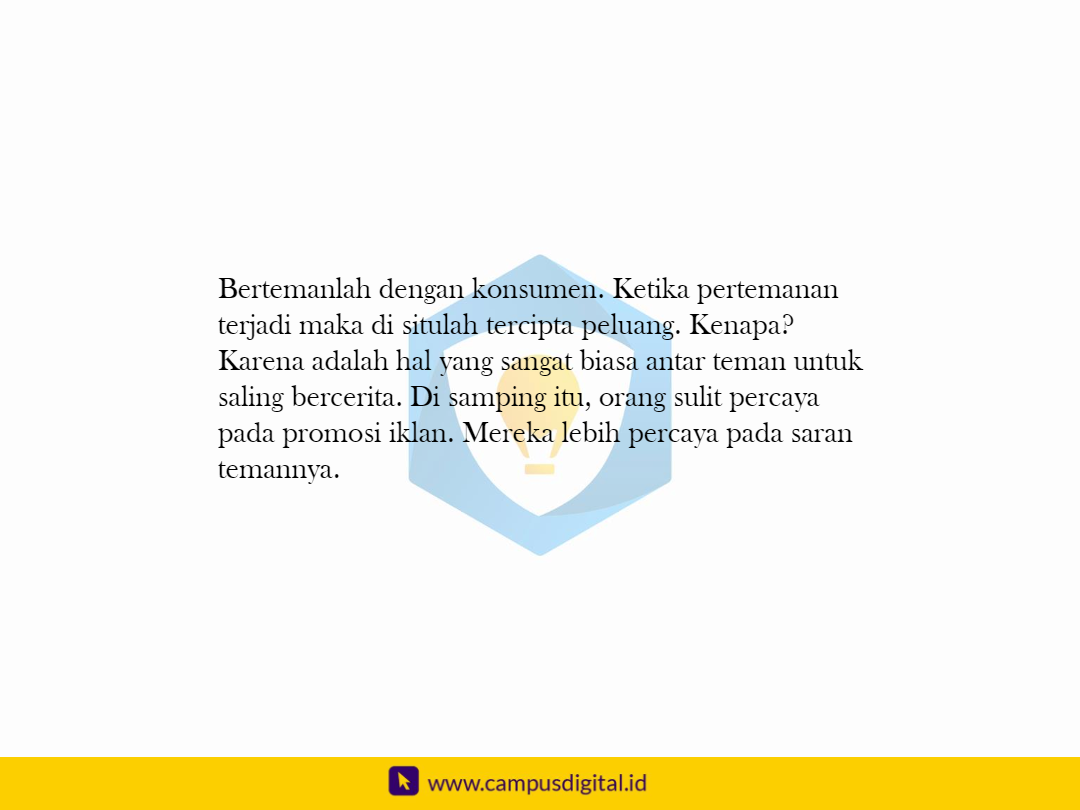 Bertemanlah dengan konsumen. Ketika pertemanan
terjadi maka di situlah tercipta peluang. Kenapa?
Karena adalah hal yang sangat biasa antar teman untuk
saling bercerita. Di samping itu, orang sulit percaya
pada promosi iklan. Mereka lebih percaya pada saran
temannya.
www.campusdigital.id